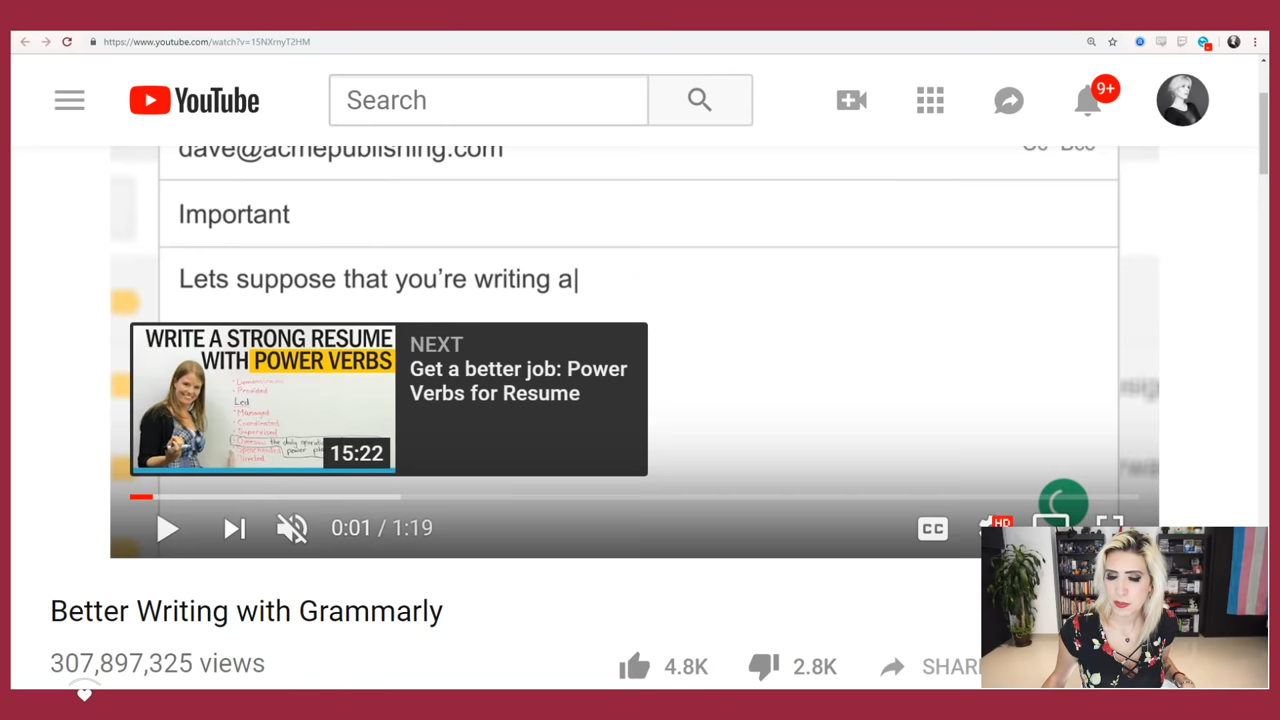 https://www.youtube.com/watch?v=15NXrnyT2HM
YouTube
Search
9+
dave@acmepublishing.com
Important
Lets suppose that you’re writing a
WRITE A STRONG RESUME
WITH POWER VERBS
Led
Managed
15:22
NEXT
Get a better job: Power
Verbs for Resume
0:01 / 1:19
CC
HD
Better Writing with Grammarly
307,897,325 views
4.8K
2.8K